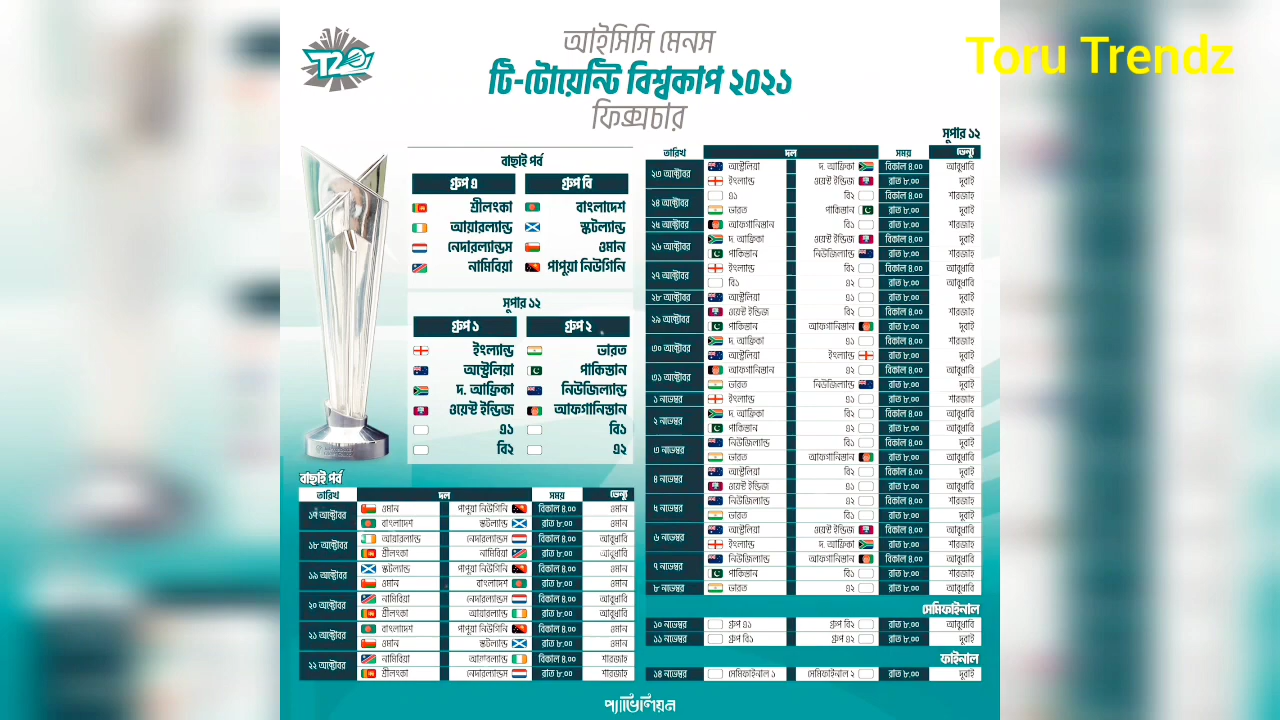 T20
আইসিসি মেনস
টি-টোয়েন্টি বিশ্বকাপ ২০২১
ফিক্সচার
Toru Trendz
বাছাই পর্ব
গ্রুপ এ গ্রুপ বি
শ্রীলংকা বাংলাদেশ
আয়ারল্যান্ড স্কটল্যান্ড
নেদারল্যান্ডস ওমান
নামিবিয়া পাপুয়া নিউগিনি
সুপার ১২
গ্রুপ ১ গ্রুপ ২
ইংল্যান্ড ভারত
অস্ট্রেলিয়া পাকিস্তান
দ. আফ্রিকা নিউজিল্যান্ড
ওয়েস্ট ইন্ডিজ আফগানিস্তান
এ১ বি১
বি২ এ২
বাছাই পর্ব
তারিখ দল সময় ভেন্যু
১৭ অক্টোবর ওমান পাপুয়া নিউগিনি বিকাল ৪.০০ ওমান
বাংলাদেশ স্কটল্যান্ড রাত ৮.০০ ওমান
১৮ অক্টোবর আয়ারল্যান্ড নেদারল্যান্ডস বিকাল ৪.০০ আবুধাবি
শ্রীলংকা নামিবিয়া রাত ৮.০০ আবুধাবি
১৯ অক্টোবর স্কটল্যান্ড পাপুয়া নিউগিনি বিকাল ৪.০০ ওমান
ওমান বাংলাদেশ রাত ৮.০০ ওমান
২০ অক্টোবর নামিবিয়া নেদারল্যান্ডস বিকাল ৪.০০ আবুধাবি
শ্রীলংকা আয়ারল্যান্ড রাত ৮.০০ আবুধাবি
২১ অক্টোবর বাংলাদেশ পাপুয়া নিউগিনি বিকাল ৪.০০ ওমান
ওমান স্কটল্যান্ড রাত ৮.০০ ওমান
২২ অক্টোবর নামিবিয়া আয়ারল্যান্ড বিকাল ৪.০০ শারজাহ
শ্রীলংকা নেদারল্যান্ডস রাত ৮.০০ শারজাহ
সুপার ১২
তারিখ দল সময় ভেন্যু
২৩ অক্টোবর অস্ট্রেলিয়া দ. আফ্রিকা বিকাল ৪.০০ আবুধাবি
ইংল্যান্ড ওয়েস্ট ইন্ডিজ রাত ৮.০০ দুবাই
২৪ অক্টোবর এ১ বি২ বিকাল ৪.০০ শারজাহ
ভারত পাকিস্তান রাত ৮.০০ দুবাই
২৫ অক্টোবর আফগানিস্তান বি১ রাত ৮.০০ শারজাহ
২৬ অক্টোবর দ. আফ্রিকা ওয়েস্ট ইন্ডিজ বিকাল ৪.০০ দুবাই
পাকিস্তান নিউজিল্যান্ড রাত ৮.০০ শারজাহ
২৭ অক্টোবর ইংল্যান্ড বি২ বিকাল ৪.০০ আবুধাবি
বি১ এ২ রাত ৮.০০ আবুধাবি
২৮ অক্টোবর অস্ট্রেলিয়া এ১ রাত ৮.০০ দুবাই
২৯ অক্টোবর ওয়েস্ট ইন্ডিজ বি২ বিকাল ৪.০০ শারজাহ
পাকিস্তান আফগানিস্তান রাত ৮.০০ দুবাই
৩০ অক্টোবর দ. আফ্রিকা এ১ বিকাল ৪.০০ শারজাহ
অস্ট্রেলিয়া ইংল্যান্ড রাত ৮.০০ দুবাই
৩১ অক্টোবর আফগানিস্তান এ২ বিকাল ৪.০০ আবুধাবি
ভারত নিউজিল্যান্ড রাত ৮.০০ দুবাই
১ নভেম্বর ইংল্যান্ড এ১ রাত ৮.০০ শারজাহ
২ নভেম্বর দ. আফ্রিকা বি২ বিকাল ৪.০০ আবুধাবি
পাকিস্তান এ২ রাত ৮.০০ আবুধাবি
৩ নভেম্বর নিউজিল্যান্ড বি১ বিকাল ৪.০০ দুবাই
ভারত আফগানিস্তান রাত ৮.০০ আবুধাবি
৪ নভেম্বর অস্ট্রেলিয়া বি২ বিকাল ৪.০০ দুবাই
ওয়েস্ট ইন্ডিজ এ১ রাত ৮.০০ আবুধাবি
৫ নভেম্বর নিউজিল্যান্ড এ২ বিকাল ৪.০০ শারজাহ
ভারত বি১ রাত ৮.০০ দুবাই
৬ নভেম্বর অস্ট্রেলিয়া ওয়েস্ট ইন্ডিজ বিকাল ৪.০০ আবুধাবি
ইংল্যান্ড দ. আফ্রিকা রাত ৮.০০ শারজাহ
৭ নভেম্বর নিউজিল্যান্ড আফগানিস্তান বিকাল ৪.০০ আবুধাবি
পাকিস্তান বি১ রাত ৮.০০ শারজাহ
৮ নভেম্বর ভারত এ২ রাত ৮.০০ দুবাই
সেমিফাইনাল
১০ নভেম্বর গ্রুপ এ১ গ্রুপ বি২ রাত ৮.০০ আবুধাবি
১১ নভেম্বর গ্রুপ বি১ গ্রুপ এ২ রাত ৮.০০ দুবাই
ফাইনাল
১৪ নভেম্বর সেমিফাইনাল ১ সেমিফাইনাল ২ রাত ৮.০০ দুবাই
প্যাভিলিয়ন